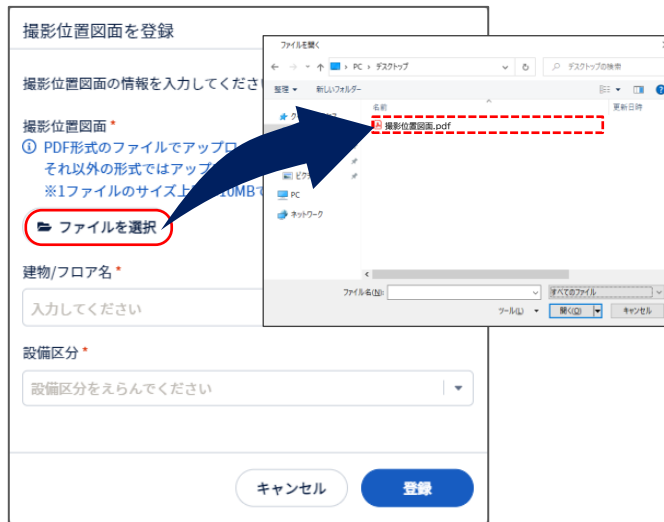 撮影位置図面を登録
撮影位置図面の情報を入力してくださ
撮影位置図面*
PDF形式のファイルでアップロ
それ以外の形式ではアップ
※1ファイルのサイズ上 10MBで
ファイルを選択
建物/フロア名*
入力してください
設備区分*
設備区分をえらんでください
キャンセル
登録
ファイルを開く
PC › デスクトップ
デスクトップの検索
整理
新しいフォルダー
名前
更新日時
撮影位置図面.pdf
ピク
PC
ネットワーク
ファイル名(N):
すべてのファイル
ツール(L)
開く(O)
キャンセル